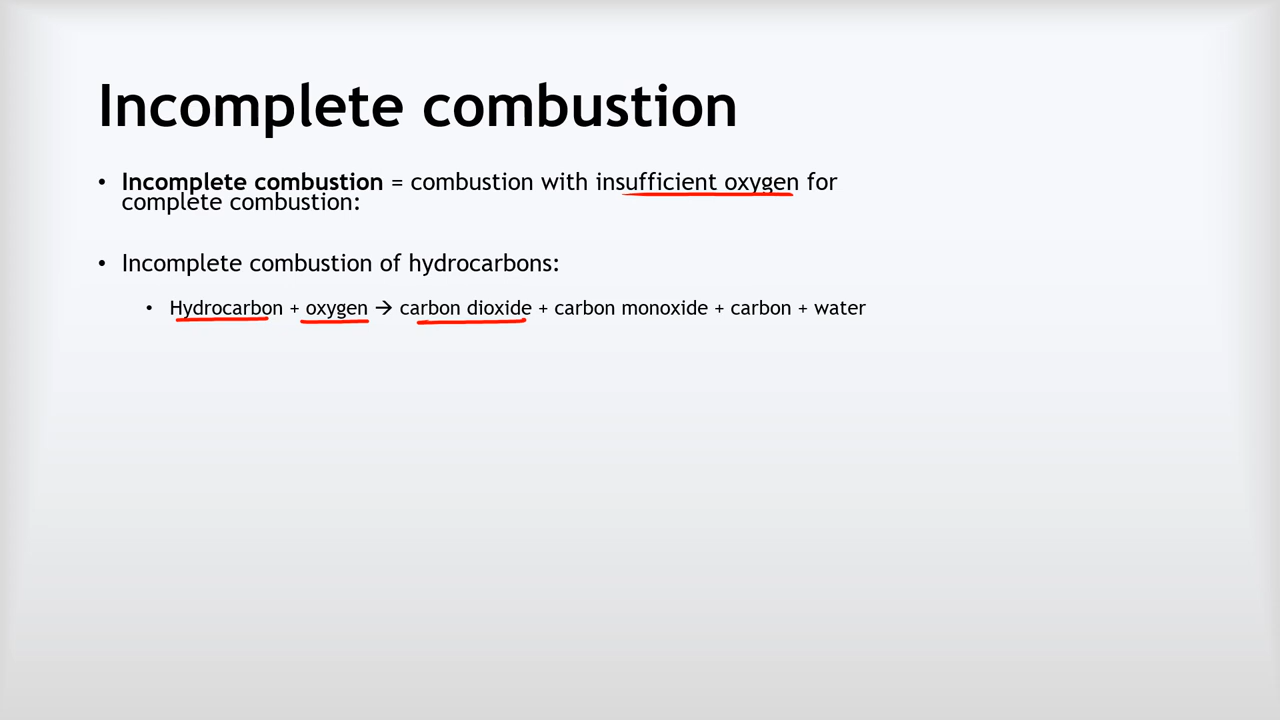 Incomplete combustion
• Incomplete combustion = combustion with insufficient oxygen for
complete combustion:
• Incomplete combustion of hydrocarbons:
• Hydrocarbon + oxygen → carbon dioxide + carbon monoxide + carbon + water